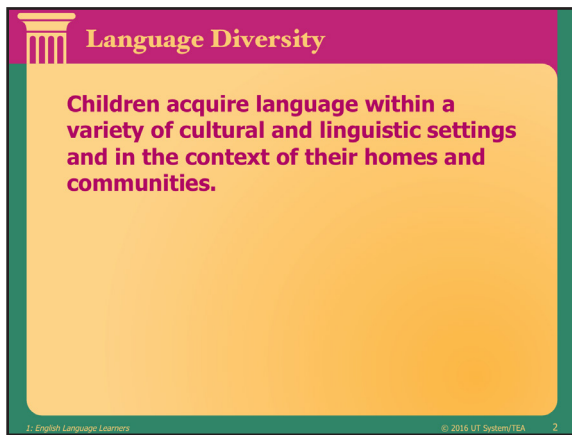 Language Diversity
Children acquire language within a
variety of cultural and linguistic settings
and in the context of their homes and
communities.
1: English Language Learners
© 2016 UT System/TEA 2